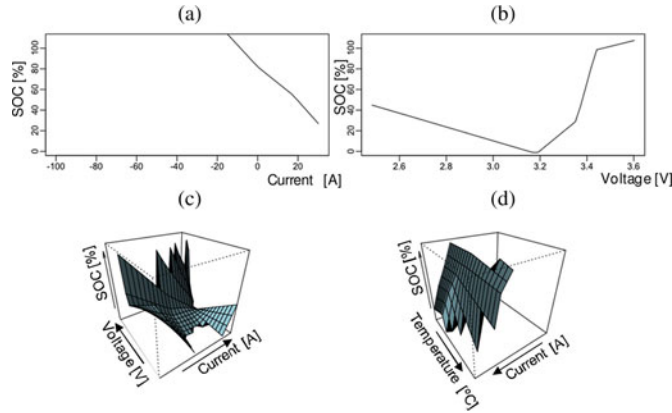 (a)
(b)
SOC [%]
0 20 40 60 80 100
-100 -80 -60 -40 -20 0 20
Current [A]
SOC [%]
0 20 40 60 80 100
2.6 2.8 3.0 3.2 3.4 3.6
Voltage [V]
(c)
(d)
SOC [%]
Voltage [V]
Current [A]
SOC [%]
Temperature [°C]
Current [A]